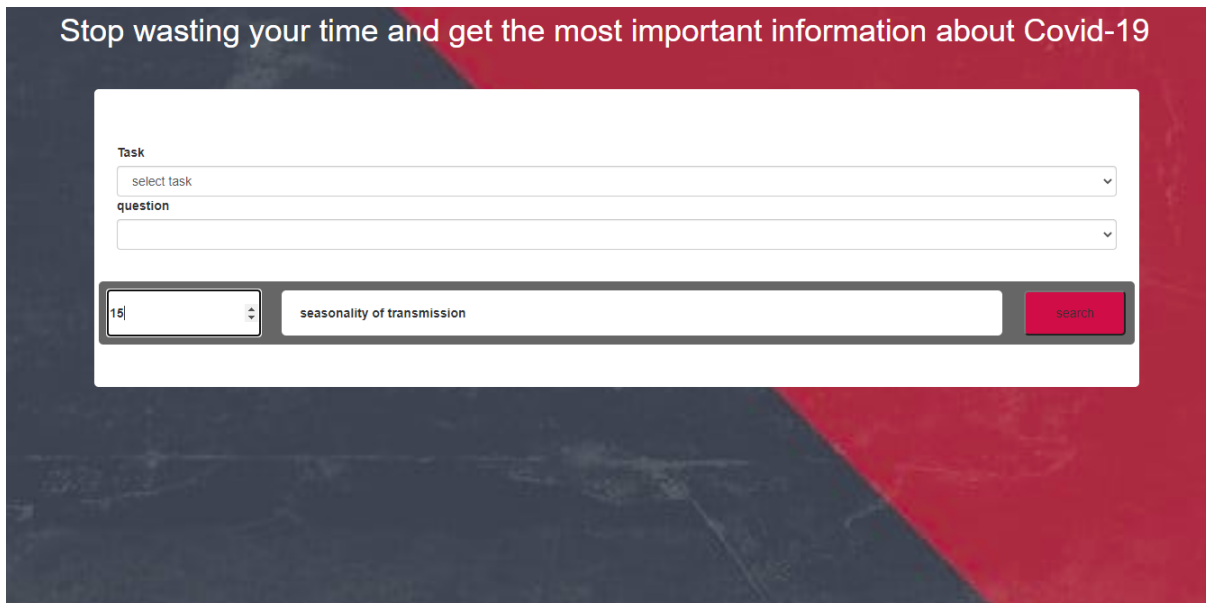 Stop wasting your time and get the most important information about Covid-19
Task
select task
question
15 seasonality of transmission search